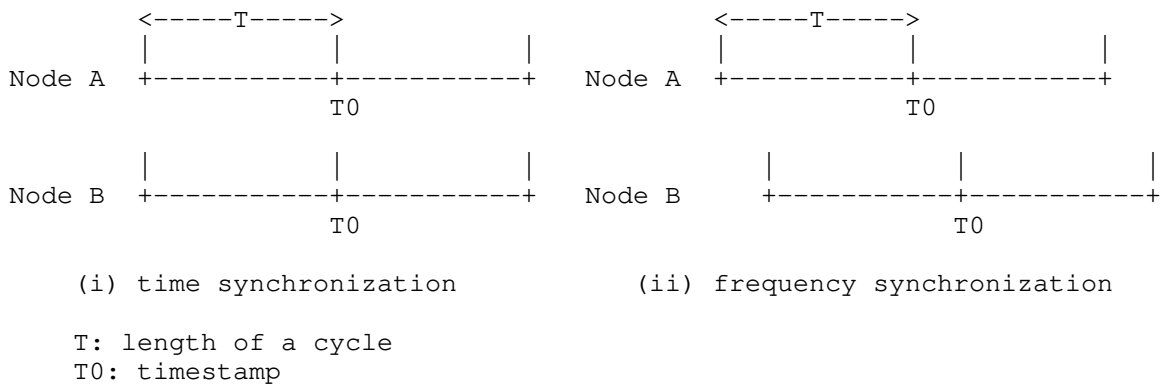 <-----T-----> <-----T----->
| | | | | |
Node A +-----------+-----------+ Node A +-----------+-----------+
T0 T0
| | | | | |
Node B +-----------+-----------+ Node B +-----------+-----------+
T0 T0
(i) time synchronization (ii) frequency synchronization
T: length of a cycle
T0: timestamp